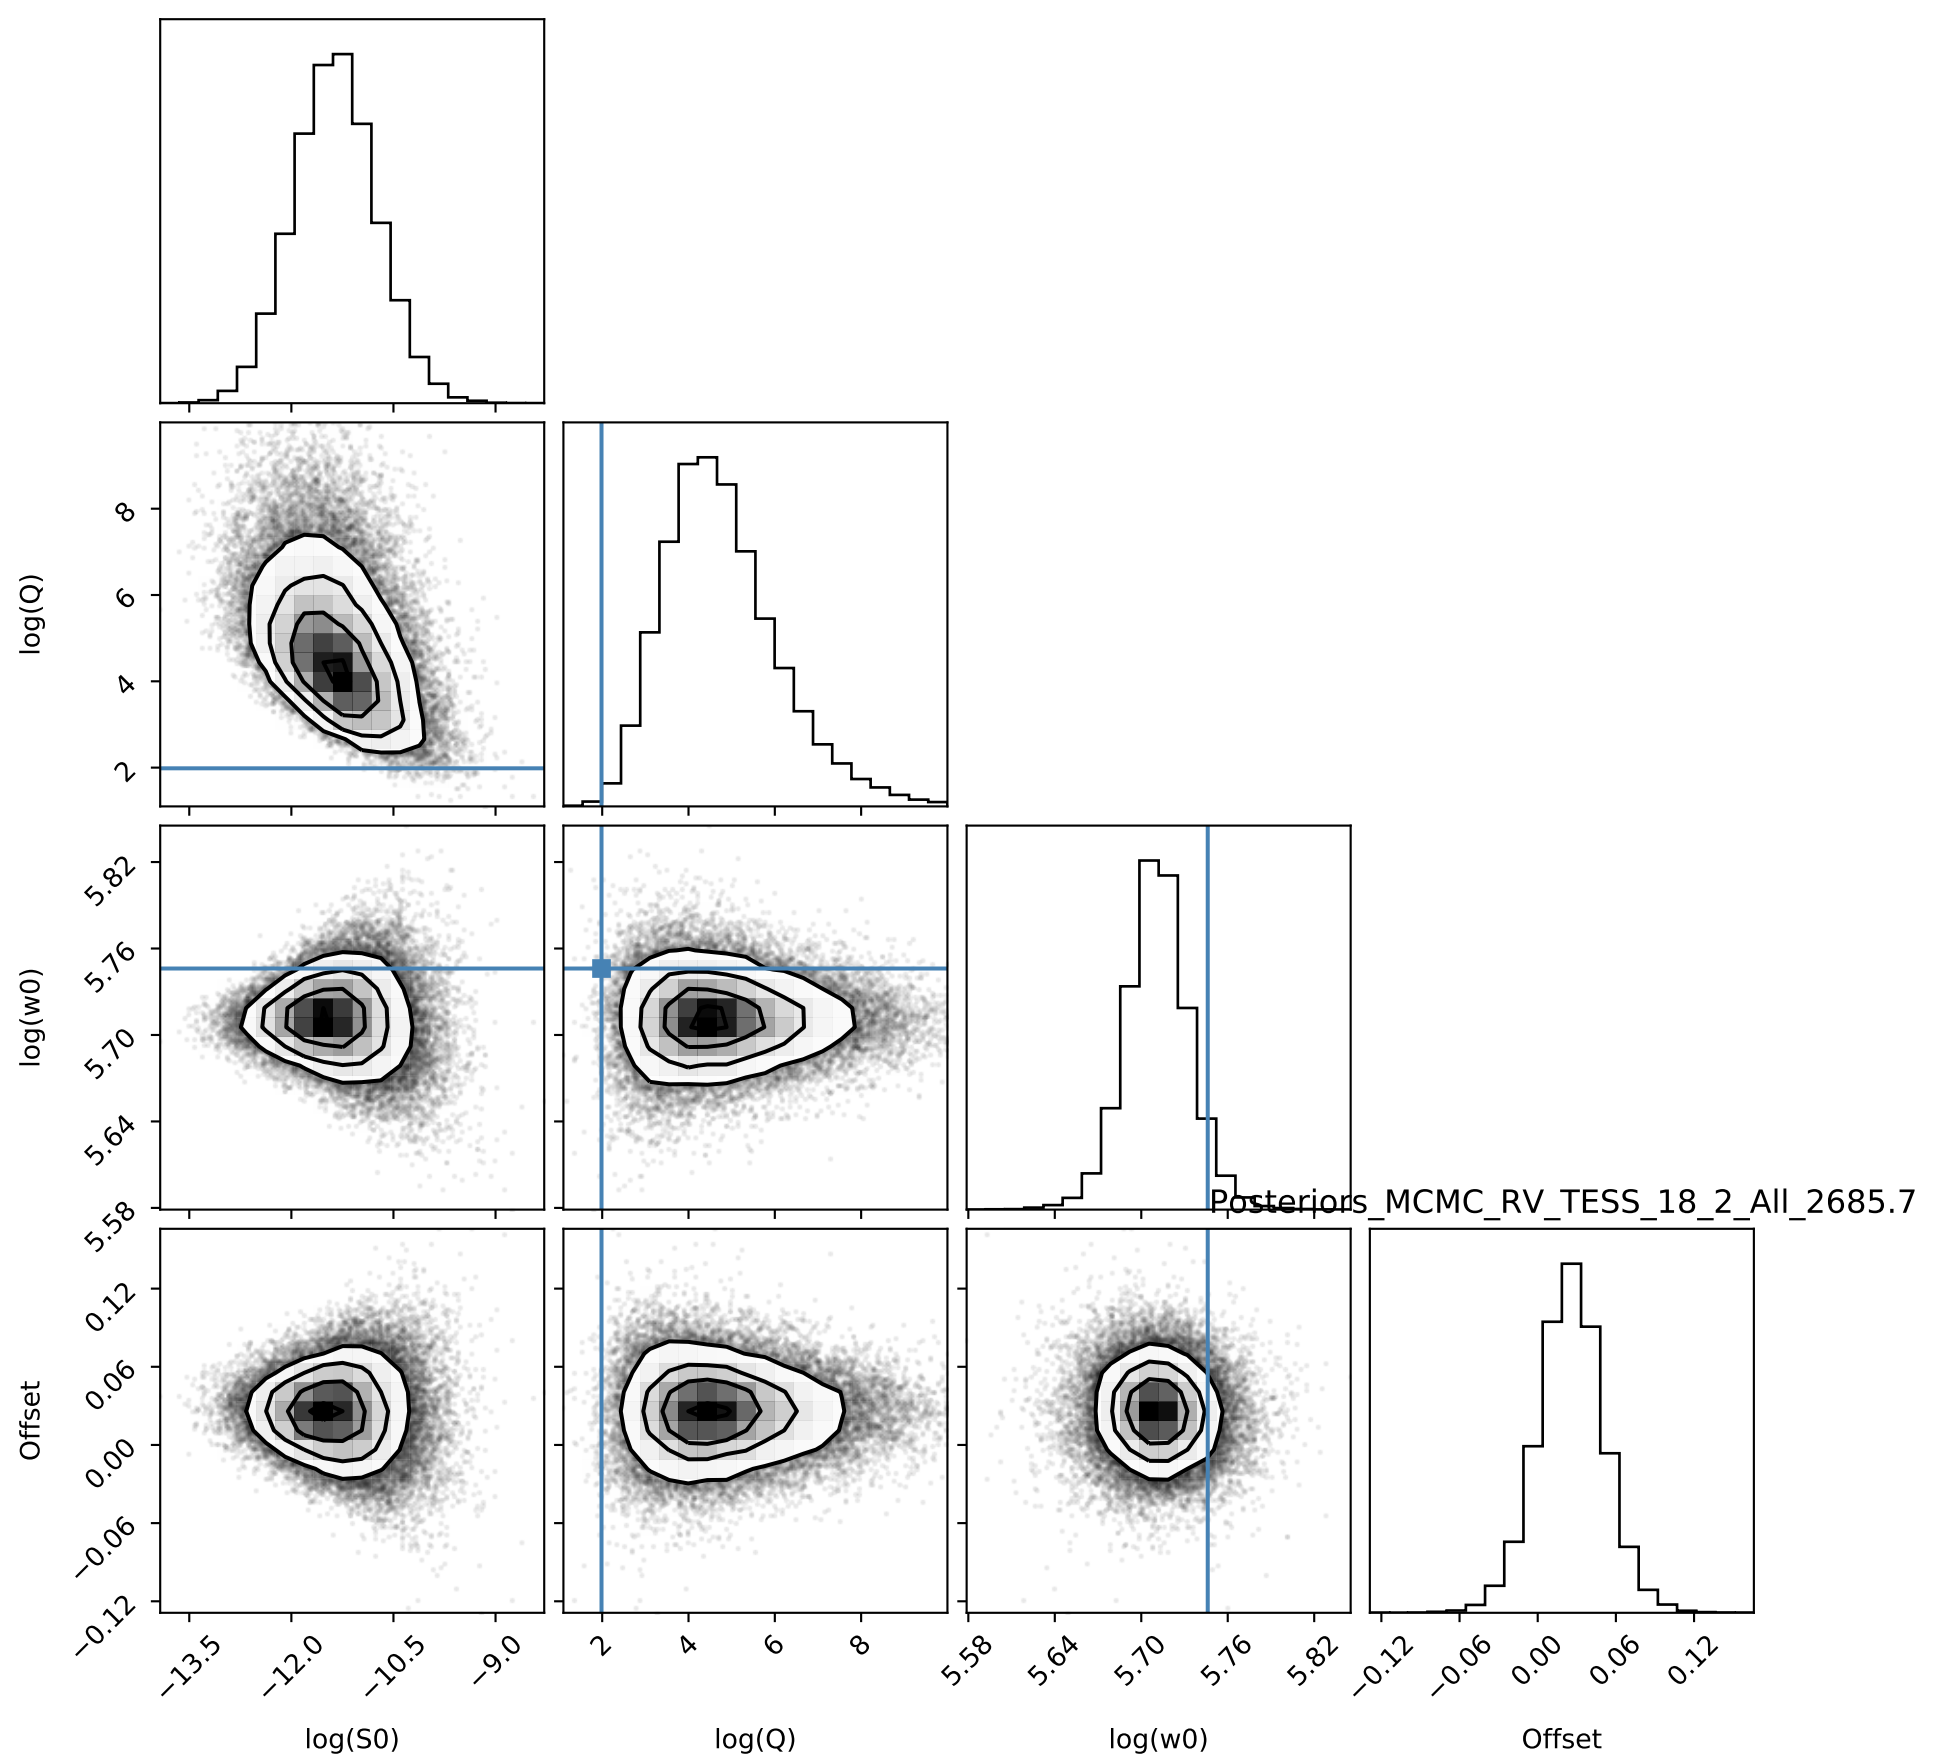 log(Q)
8
6
4
2
log(w0)
5.82
5.76
5.70
5.64
5.58
Posteriors_MCMC_RV_TESS_18_2_All_2685.7
Offset
0.12
0.06
0.00
−0.06
−0.12
−13.5 −12.0 −10.5 −9.0 2 4 6 8 5.58 5.64 5.70 5.76 5.82 −0.12 −0.06 0.00 0.06 0.12
log(S0) log(Q) log(w0) Offset